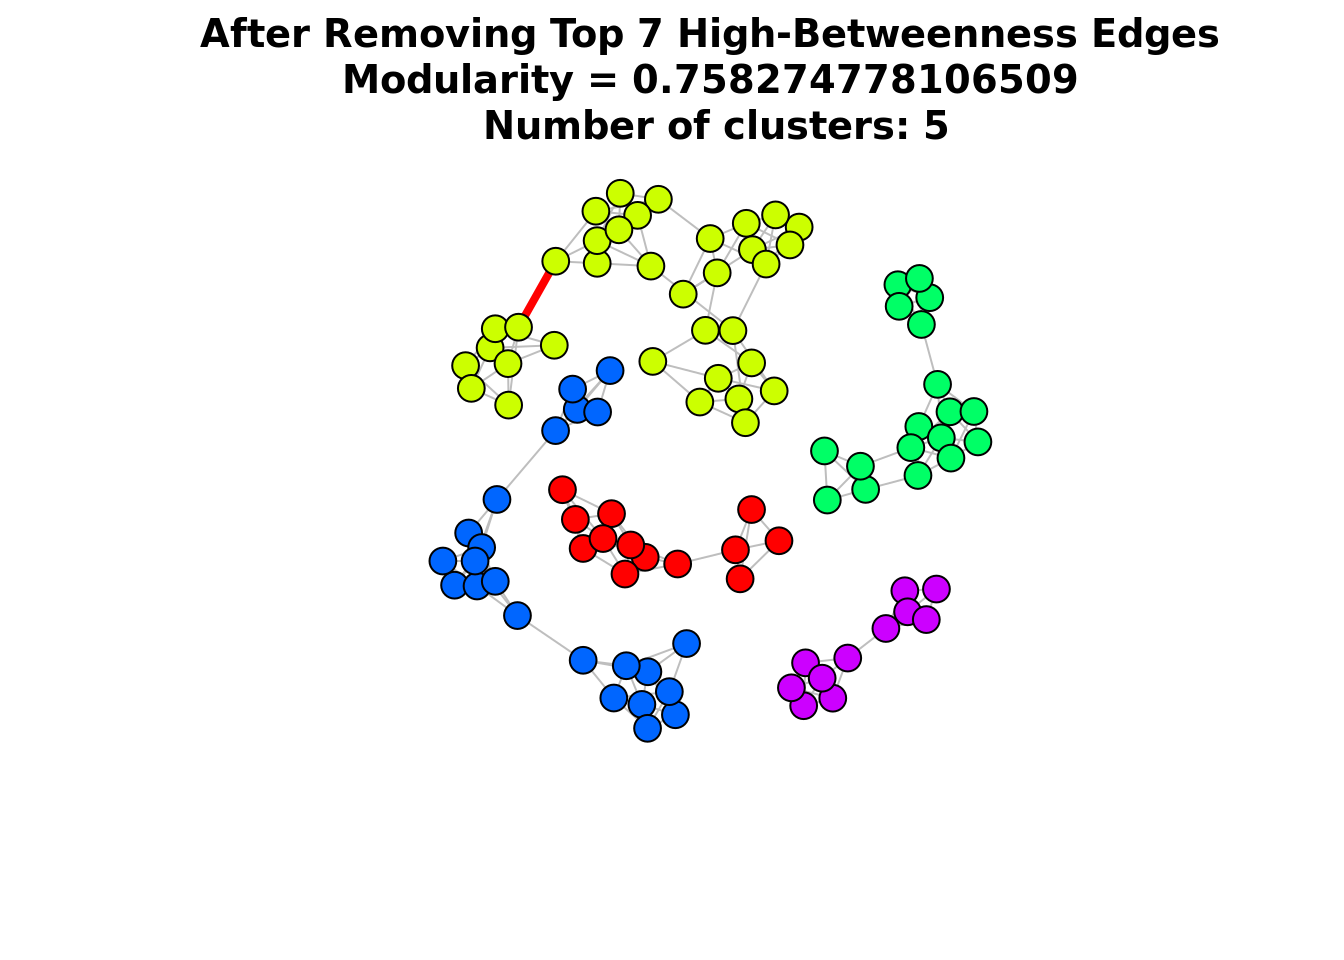 After Removing Top 7 High-Betweenness Edges
Modularity = 0.758274778106509
Number of clusters: 5